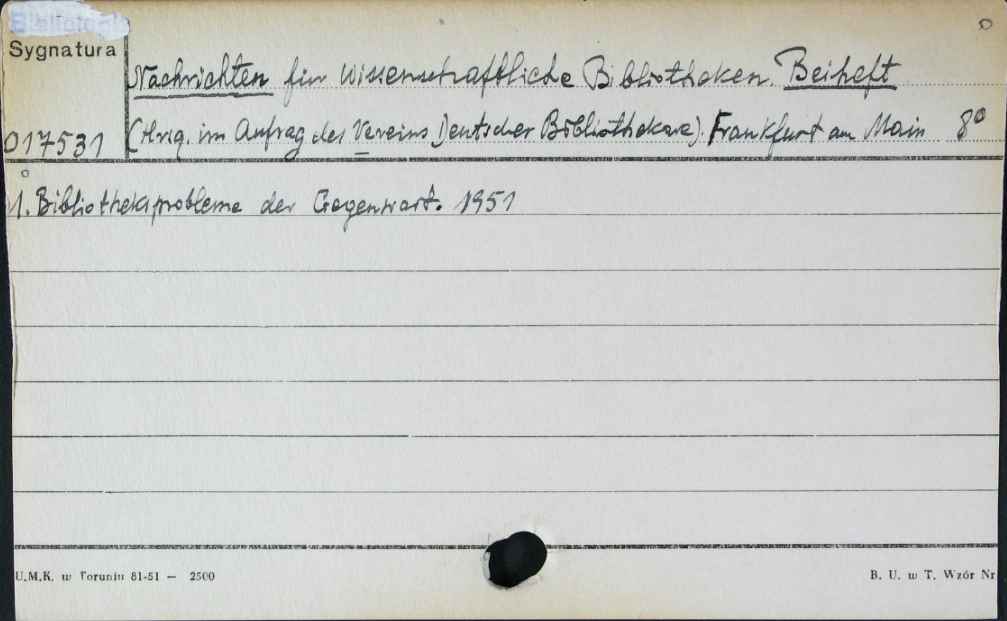 Bibliotec
Sygnatura
Nachrichten für Wissenschaftliche Bibliotheken. Beiheft
017531
(Hrsg. im Auftrag des Vereins Deutscher Bibliothekare). Frankfurt am Main 8°
1. Bibliotheksprobleme der Gegenwart. 1951
U.M.K. w Toruniu 81-51 — 2500
B. U. w T. Wzór Nr